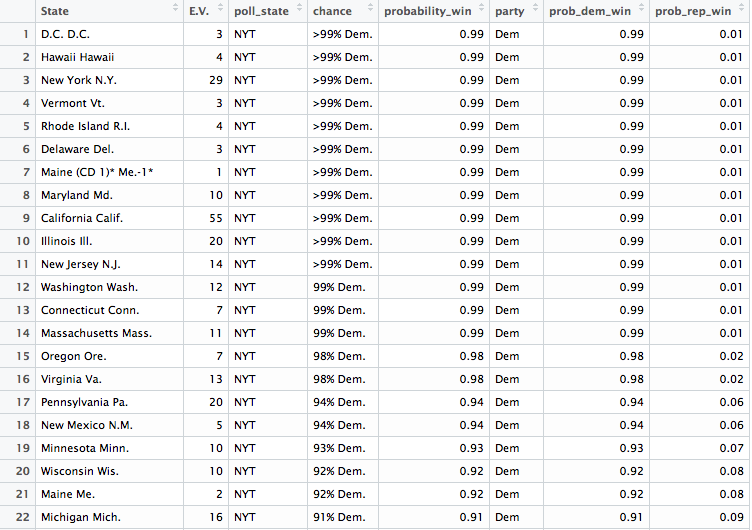 State E.V. poll_state chance probability_win party prob_dem_win prob_rep_win
1 D.C. D.C. 3 NYT >99% Dem. 0.99 Dem 0.99 0.01
2 Hawaii Hawaii 4 NYT >99% Dem. 0.99 Dem 0.99 0.01
3 New York N.Y. 29 NYT >99% Dem. 0.99 Dem 0.99 0.01
4 Vermont Vt. 3 NYT >99% Dem. 0.99 Dem 0.99 0.01
5 Rhode Island R.I. 4 NYT >99% Dem. 0.99 Dem 0.99 0.01
6 Delaware Del. 3 NYT >99% Dem. 0.99 Dem 0.99 0.01
7 Maine (CD 1)* Me.-1* 1 NYT >99% Dem. 0.99 Dem 0.99 0.01
8 Maryland Md. 10 NYT >99% Dem. 0.99 Dem 0.99 0.01
9 California Calif. 55 NYT >99% Dem. 0.99 Dem 0.99 0.01
10 Illinois Ill. 20 NYT >99% Dem. 0.99 Dem 0.99 0.01
11 New Jersey N.J. 14 NYT >99% Dem. 0.99 Dem 0.99 0.01
12 Washington Wash. 12 NYT 99% Dem. 0.99 Dem 0.99 0.01
13 Connecticut Conn. 7 NYT 99% Dem. 0.99 Dem 0.99 0.01
14 Massachusetts Mass. 11 NYT 99% Dem. 0.99 Dem 0.99 0.01
15 Oregon Ore. 7 NYT 98% Dem. 0.98 Dem 0.98 0.02
16 Virginia Va. 13 NYT 98% Dem. 0.98 Dem 0.98 0.02
17 Pennsylvania Pa. 20 NYT 94% Dem. 0.94 Dem 0.94 0.06
18 New Mexico N.M. 5 NYT 94% Dem. 0.94 Dem 0.94 0.06
19 Minnesota Minn. 10 NYT 93% Dem. 0.93 Dem 0.93 0.07
20 Wisconsin Wis. 10 NYT 92% Dem. 0.92 Dem 0.92 0.08
21 Maine Me. 2 NYT 92% Dem. 0.92 Dem 0.92 0.08
22 Michigan Mich. 16 NYT 91% Dem. 0.91 Dem 0.91 0.09